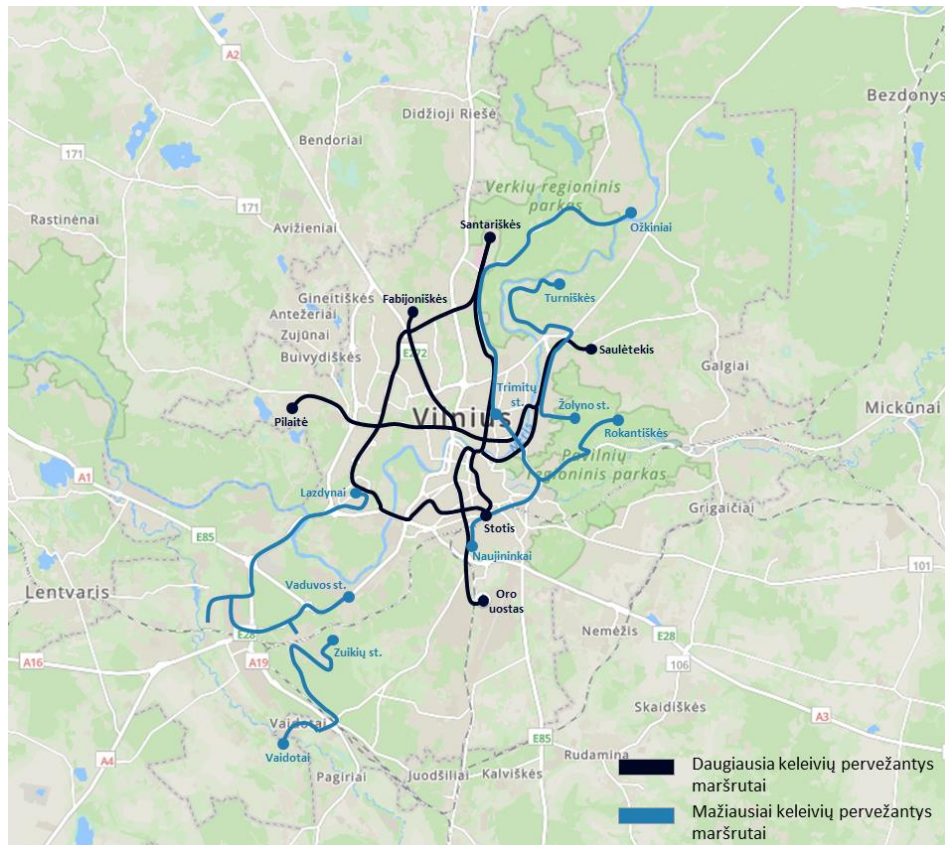 A2
Bezdonys
Didžioji Riešė
Bendoriai
171
Verkių regioninis
parkas
Rastinėnai
171
Avižieniai
Santariškės
Ožkiniai
Gineitiškės
Fabijoniškės
Turniškės
Antežeriai
Zujūnai
Buivydiškės
E272
Saulėtekis
Galgiai
Trimitų
st.
Žolyno st.
Mickūnai
Pilaitė
Vilnius
Rokantiškės
Pavilnių
regioninis parkas
A1
Lazdynai
Grigaičiai
E85
Stotis
Naujininkai
101
Lentvaris
Vaduvos st.
Oro
uostas
Nemėžis
E28
E28
A16
A19
Zuikių st.
106
Skaidiškės
Vaidotai
A3
E85
Vaidotai
A4
Rudamina
Pagiriai
Juodšiliai
Kalviškės
Daugiausia keleivių pervežantys
maršrutai
Mažiausiai keleivių pervežantys
maršrutai